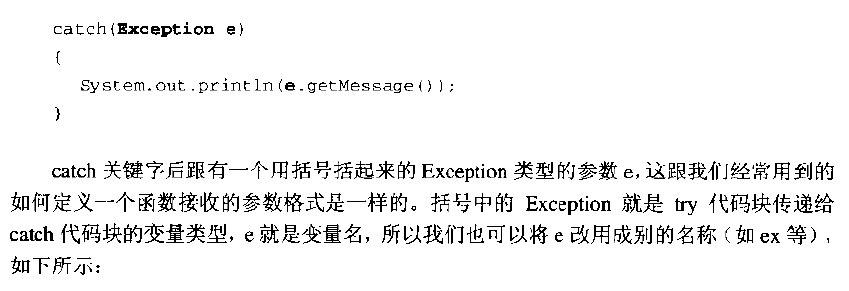 catch(Exception e)
{
System.out.println(e.getMessage());
}
catch 关键字后跟有一个用括号括起来的 Exception 类型的参数 e,这跟我们经常用到的
如何定义一个函数接收的参数格式是一样的。括号中的 Exception 就是 try 代码块传递给
catch 代码块的变量类型，e 就是变量名，所以我们也可以将 e 改用成别的名称（如 ex 等），
如下所示：